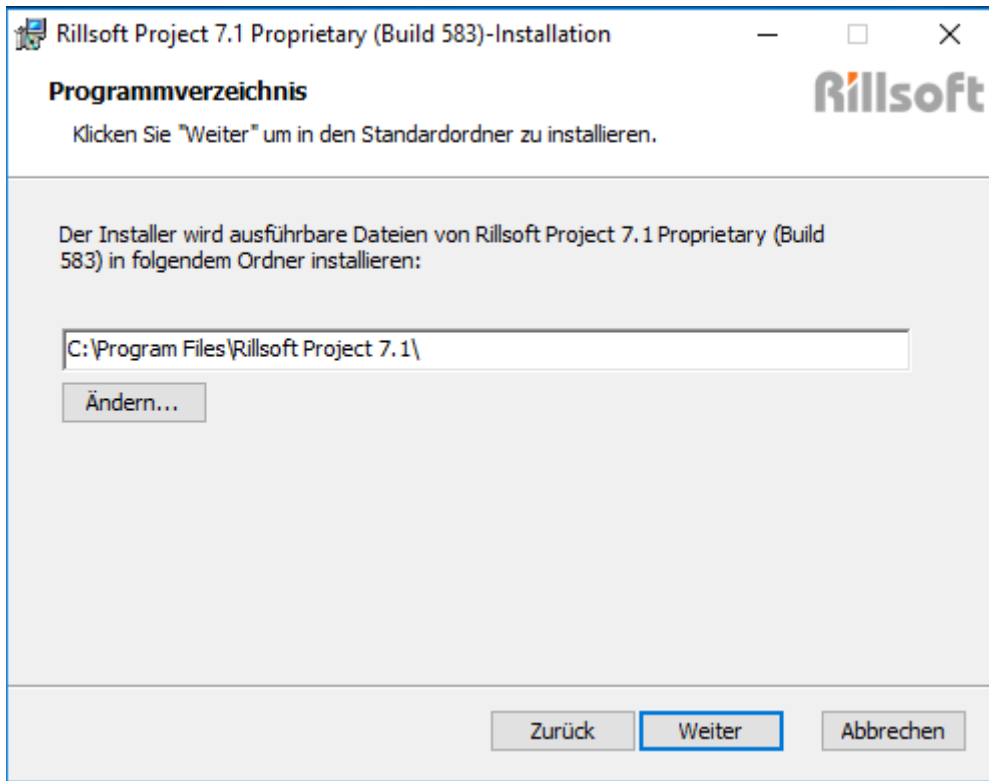 Rillsoft Project 7.1 Proprietary (Build 583)-Installation
Programmverzeichnis
Rillsoft
Klicken Sie "Weiter" um in den Standardordner zu installieren.
Der Installer wird ausführbare Dateien von Rillsoft Project 7.1 Proprietary (Build
583) in folgendem Ordner installieren:
C:\Program Files\Rillsoft Project 7.1\
Ändern...
Zurück Weiter Abbrechen